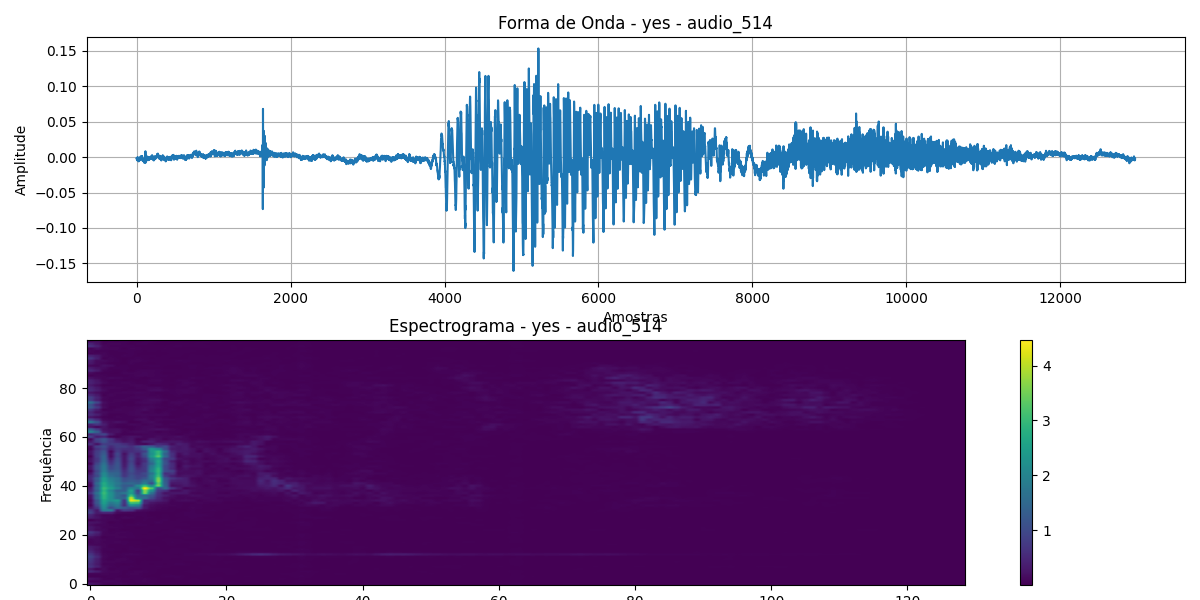 Forma de Onda - yes - audio_514
0.15
0.10
0.05
0.00
−0.05
−0.10
−0.15
Amplitude
0 2000 4000 6000 8000 10000 12000
Amostras
Espectrograma - yes - audio_514
80
60
40
20
0
Frequência
0 20 40 60 80 100 120
4
3
2
1